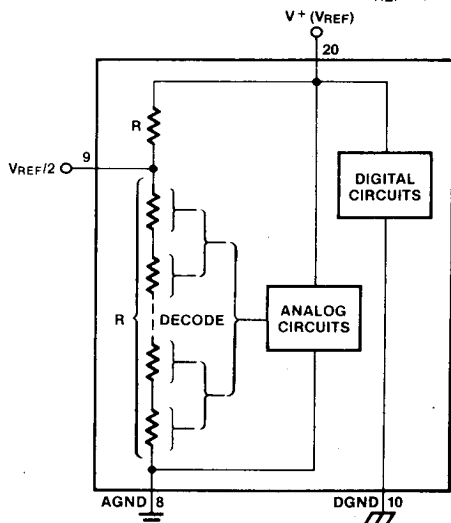 V+ (VREF)
20
R
9
VREF/2
DIGITAL
CIRCUITS
R
DECODE
ANALOG
CIRCUITS
AGND 8
DGND 10